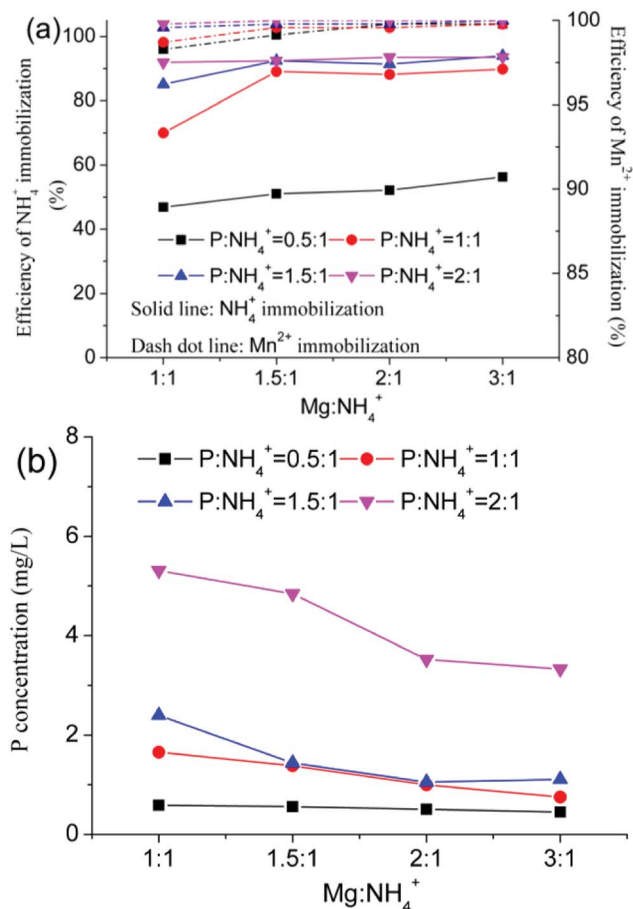 (a)
Efficiency of NH₄⁺ immobilization
(%)
100
80
60
40
20
0
P:NH₄⁺=0.5:1
P:NH₄⁺=1:1
P:NH₄⁺=1.5:1
P:NH₄⁺=2:1
Solid line: NH₄⁺ immobilization
Dash dot line: Mn²⁺ immobilization
100
95
90
85
80
Efficiency of Mn²⁺
immobilization (%)
1:1 1.5:1 2:1 3:1
Mg:NH₄⁺
(b)
P concentration (mg/L)
8
6
4
2
0
P:NH₄⁺=0.5:1
P:NH₄⁺=1:1
P:NH₄⁺=1.5:1
P:NH₄⁺=2:1
1:1 1.5:1 2:1 3:1
Mg:NH₄⁺